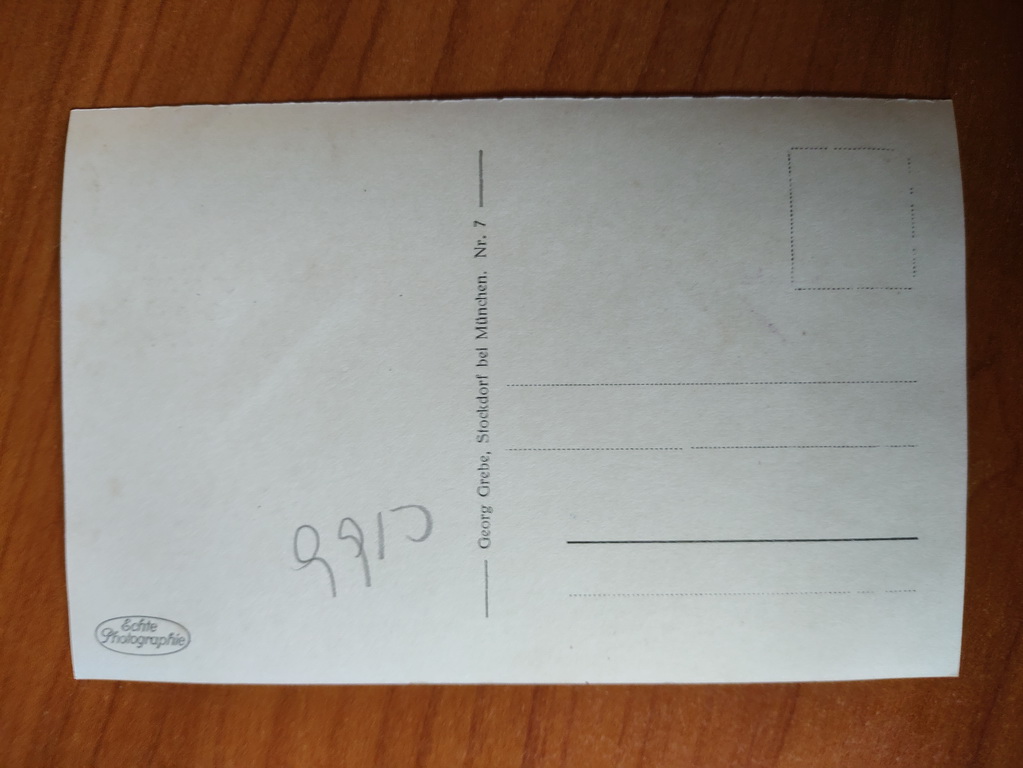 Georg Grebe, Stockdorf bei München. Nr. 7
Echte
Photographie